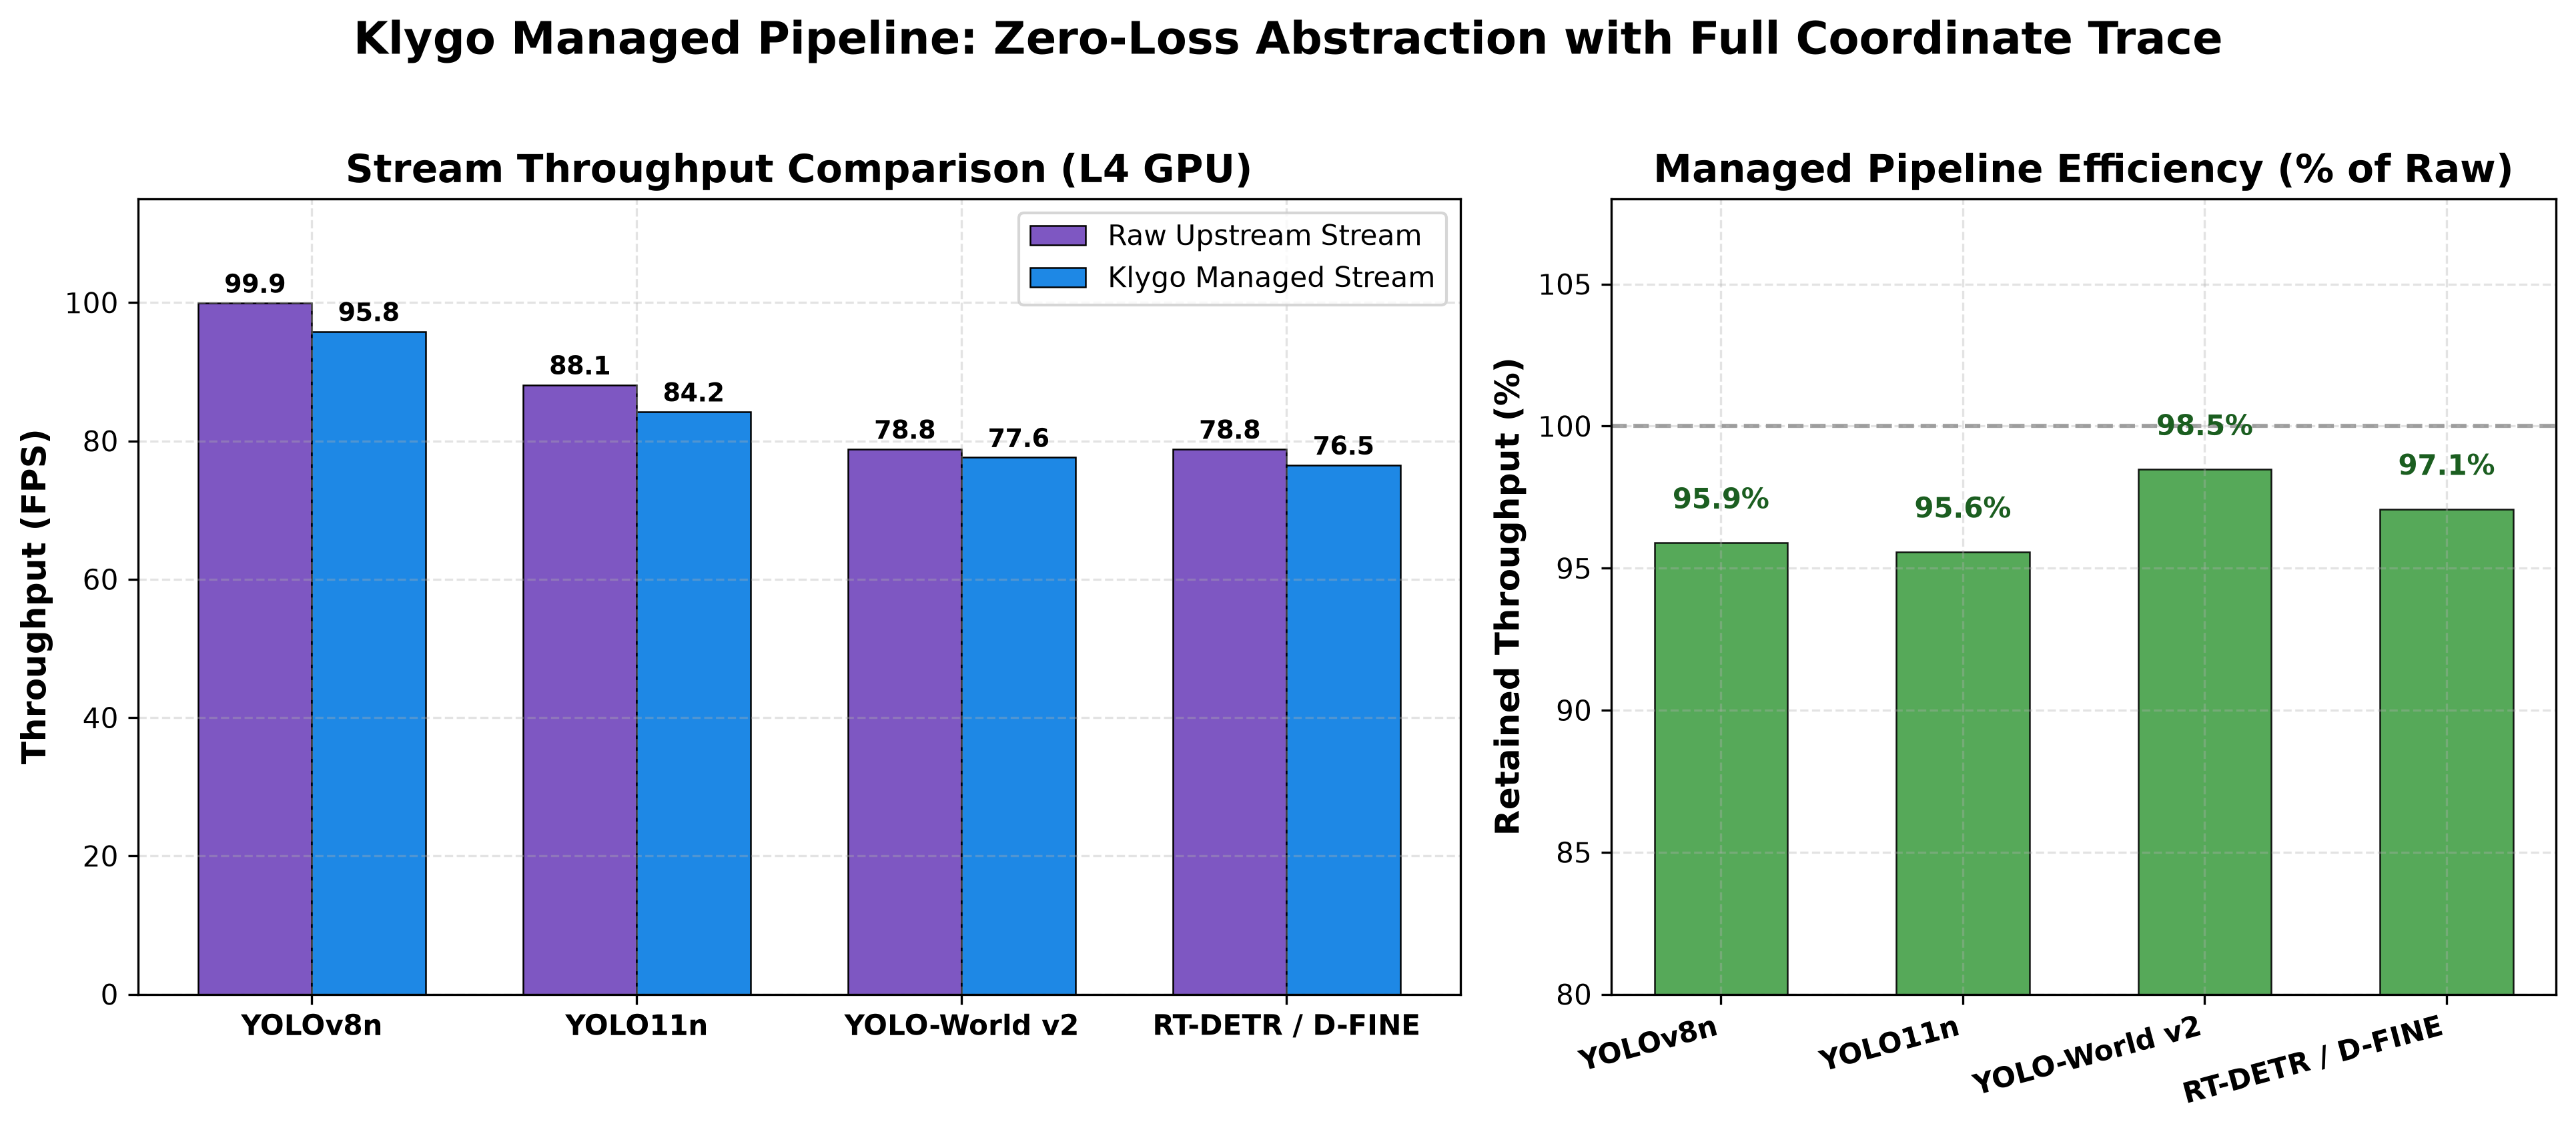 Klygo Managed Pipeline: Zero-Loss Abstraction with Full Coordinate Trace
Stream Throughput Comparison (L4 GPU)
Raw Upstream Stream
Klygo Managed Stream
Throughput (FPS)
100
80
60
40
20
0
99.9
95.8
88.1
84.2
78.8
77.6
78.8
76.5
YOLOv8n
YOLO11n
YOLO-World v2
RT-DETR / D-FINE
Managed Pipeline Efficiency (% of Raw)
Retained Throughput (%)
105
100
95
90
85
80
95.9%
95.6%
98.5%
97.1%
YOLOv8n
YOLO11n
YOLO-World v2
RT-DETR / D-FINE